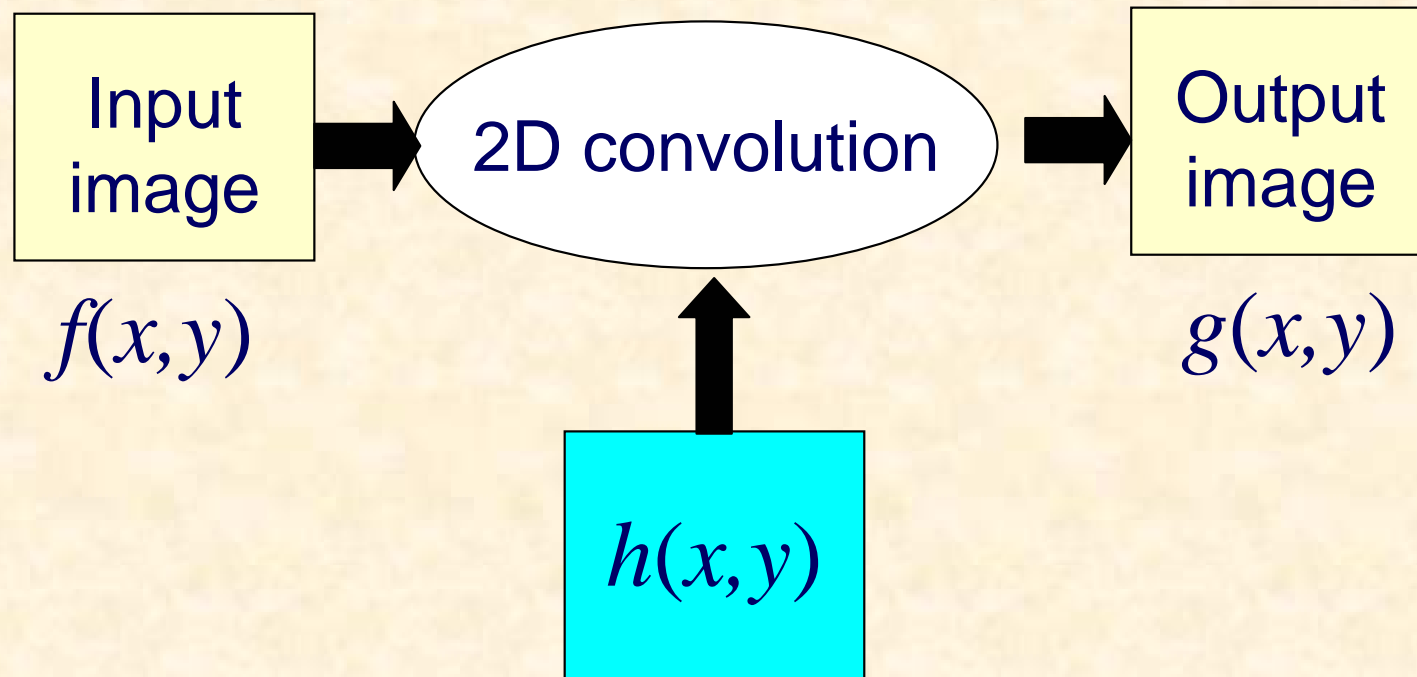 Input
image
2D convolution
Output
image
f(x,y)
g(x,y)
h(x,y)